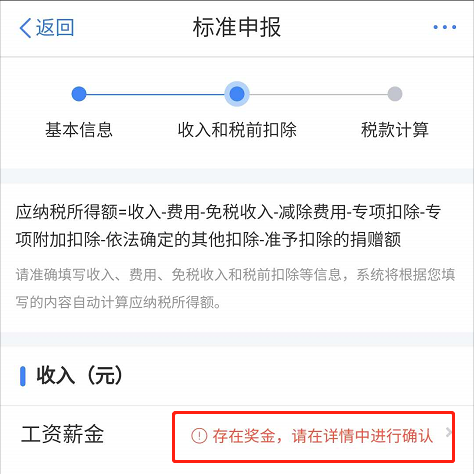 返回 标准申报
基本信息 收入和税前扣除 税款计算
应纳税所得额=收入-费用-免税收入-减除费用-专项扣除-专
项附加扣除-依法确定的其他扣除-准予扣除的捐赠额
请准确填写收入、费用、免税收入和税前扣除等信息，系统将根据您填
写的内容自动计算应纳税所得额。
收入（元）
工资薪金 存在奖金，请在详情中进行确认